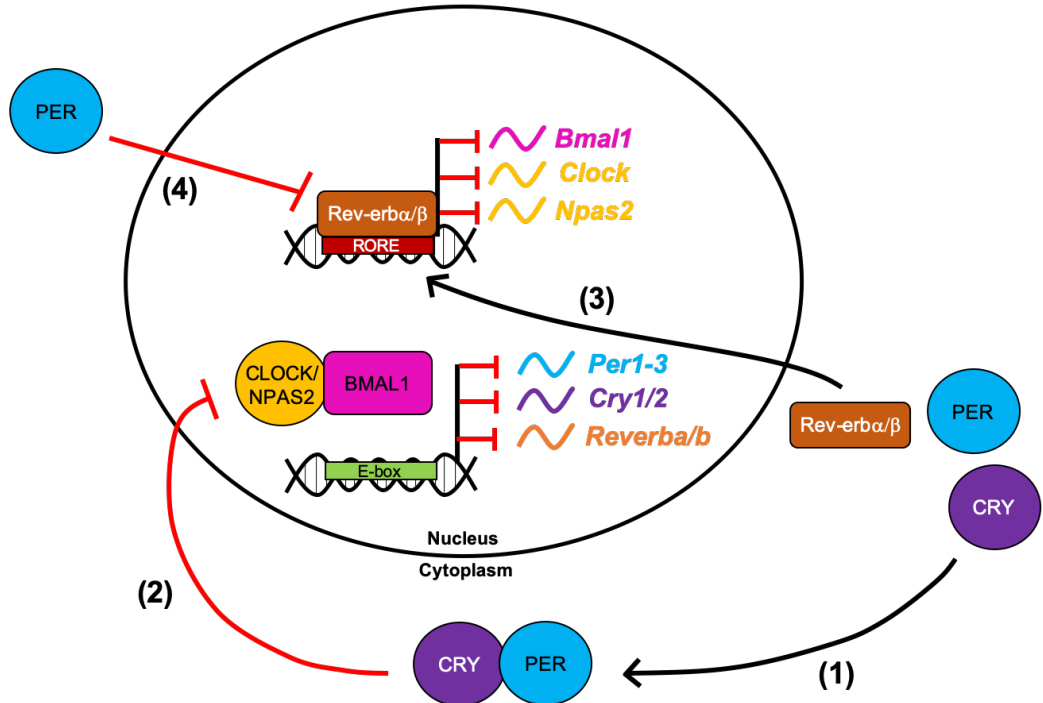 PER
(4)
Bmal1
Clock
Npas2
Rev-erbα/β
RORE
(3)
CLOCK/
NPAS2
BMAL1
Per1-3
Cry1/2
Reverba/b
E-box
Rev-erbα/β
PER
CRY
Nucleus
Cytoplasm
(2)
CRY
PER
(1)